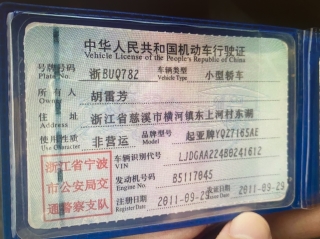 中华人民共和国机动车行驶证
Vehicle License of the People's Republic of China
号牌号码 浙BUQ782 车辆类型 小型轿车
Plate No. Vehicle Type
所有人 胡雷芳
Owner
住址 浙江省慈溪市横河镇东上河村东湖
Address
使用性质 非营运 品牌型号 起亚牌YQZ7165AE
Use Character Model
车辆识别代号 LJDGAA224B0241612
VIN
发动机号码 B5117045
Engine No.
注册日期 2011-09-29 发证日期 2011-09-29
Register Date
浙江省宁波
市公安局交
通警察支队